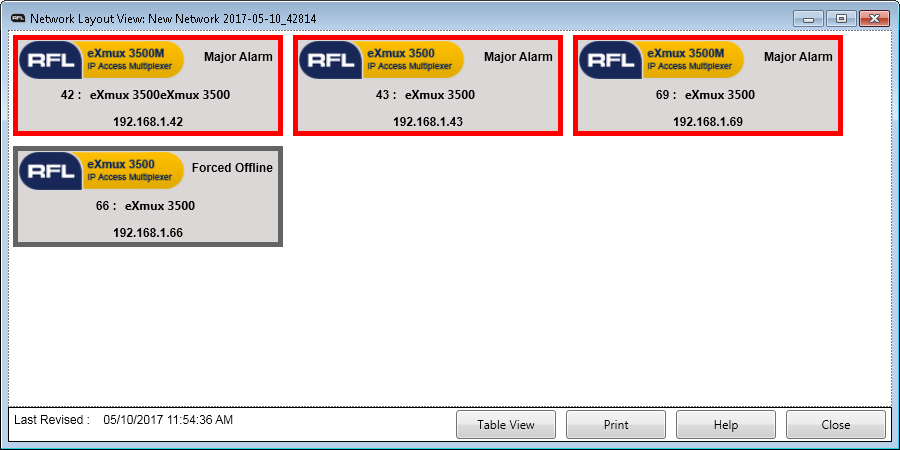 RFL Network Layout View: New Network 2017-05-10_42814
RFL eXmux 3500M IP Access Multiplexer Major Alarm
42 : eXmux 3500eXmux 3500
192.168.1.42
RFL eXmux 3500 IP Access Multiplexer Major Alarm
43 : eXmux 3500
192.168.1.43
RFL eXmux 3500M IP Access Multiplexer Major Alarm
69 : eXmux 3500
192.168.1.69
RFL eXmux 3500 IP Access Multiplexer Forced Offline
66 : eXmux 3500
192.168.1.66
Last Revised : 05/10/2017 11:54:36 AM
Table View
Print
Help
Close